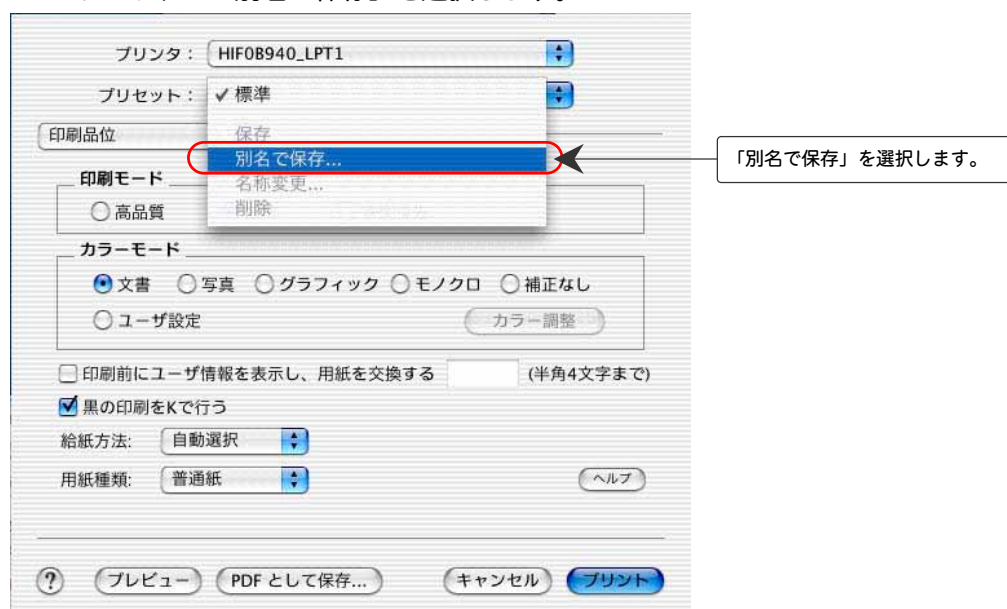 プリンタ： HIF0B940_LPT1
プリセット： ✓標準
保存
印刷品位
別名で保存...
「別名で保存」を選択します。
名称変更...
削除
印刷モード
高品質
カラーモード
文書 写真 グラフィック モノクロ 補正なし
ユーザ設定 カラー調整
印刷前にユーザ情報を表示し、用紙を交換する (半角4文字まで)
黒の印刷をKで行う
給紙方法: 自動選択
用紙種類: 普通紙 ヘルプ
? プレビュー PDF として保存... キャンセル プリント